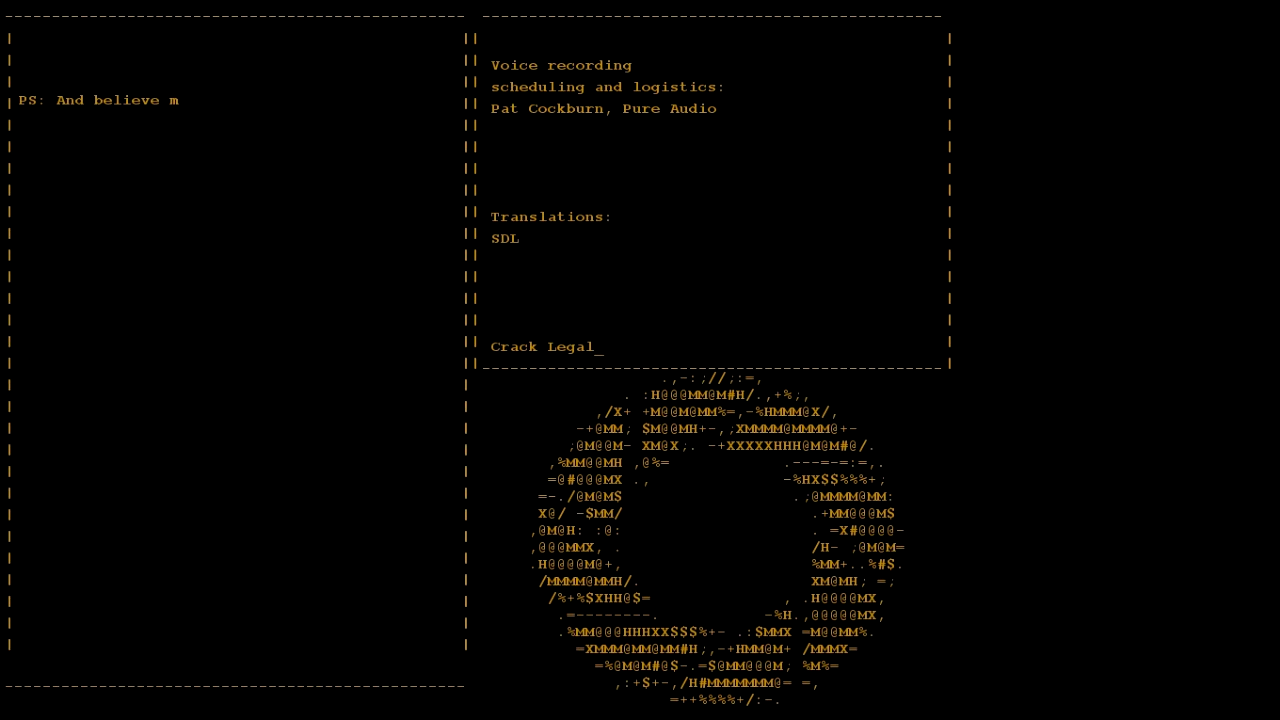 PS: And believe m
Voice recording
scheduling and logistics:
Pat Cockburn, Pure Audio
Translations:
SDL
Crack Legal_